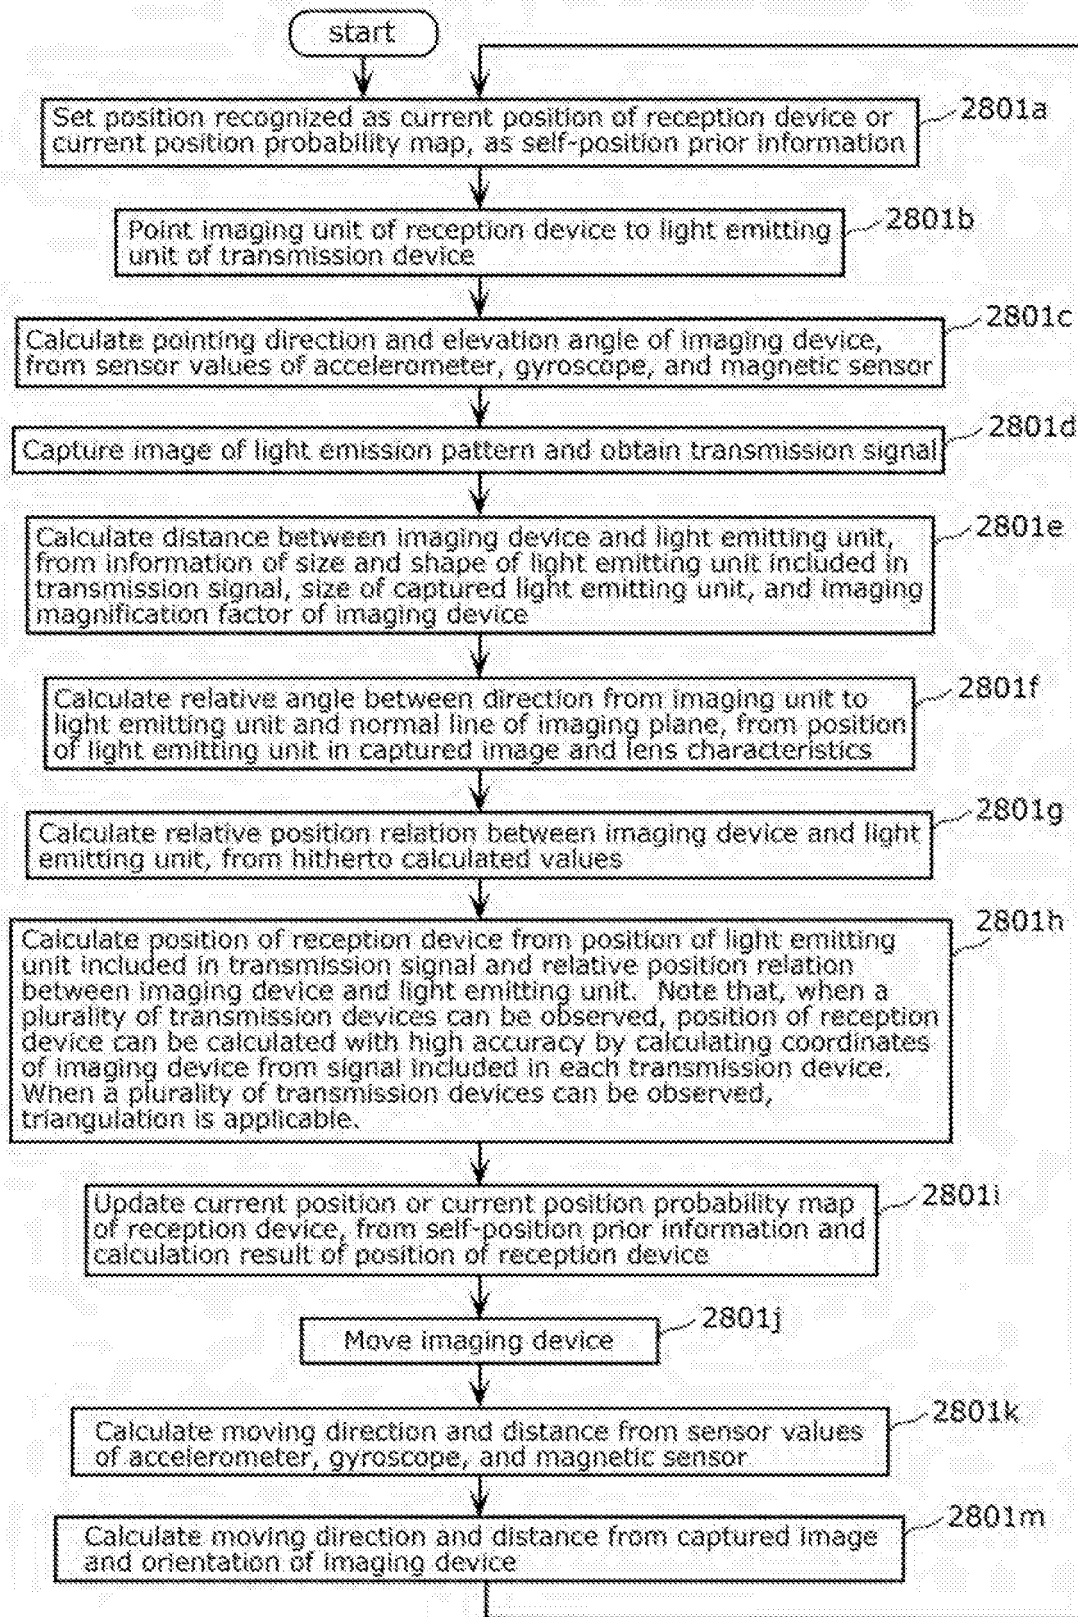 start
Set position recognized as current position of reception device or
current position probability map, as self-position prior information
2801a
Point imaging unit of reception device to light emitting
unit of transmission device
2801b
Calculate pointing direction and elevation angle of imaging device,
from sensor values of accelerometer, gyroscope, and magnetic sensor
2801c
Capture image of light emission pattern and obtain transmission signal
2801d
Calculate distance between imaging device and light emitting unit,
from information of size and shape of light emitting unit included in
transmission signal, size of captured light emitting unit, and imaging
magnification factor of imaging device
2801e
Calculate relative angle between direction from imaging unit to
light emitting unit and normal line of imaging plane, from position
of light emitting unit in captured image and lens characteristics
2801f
Calculate relative position relation between imaging device and light
emitting unit, from hitherto calculated values
2801g
Calculate position of reception device from position of light emitting
unit included in transmission signal and relative position relation
between imaging device and light emitting unit. Note that, when a
plurality of transmission devices can be observed, position of reception
device can be calculated with high accuracy by calculating coordinates
of imaging device from signal included in each transmission device.
When a plurality of transmission devices can be observed,
triangulation is applicable.
2801h
Update current position or current position probability map
of reception device, from self-position prior information and
calculation result of position of reception device
2801i
Move imaging device
2801j
Calculate moving direction and distance from sensor values
of accelerometer, gyroscope, and magnetic sensor
2801k
Calculate moving direction and distance from captured image
and orientation of imaging device
2801m